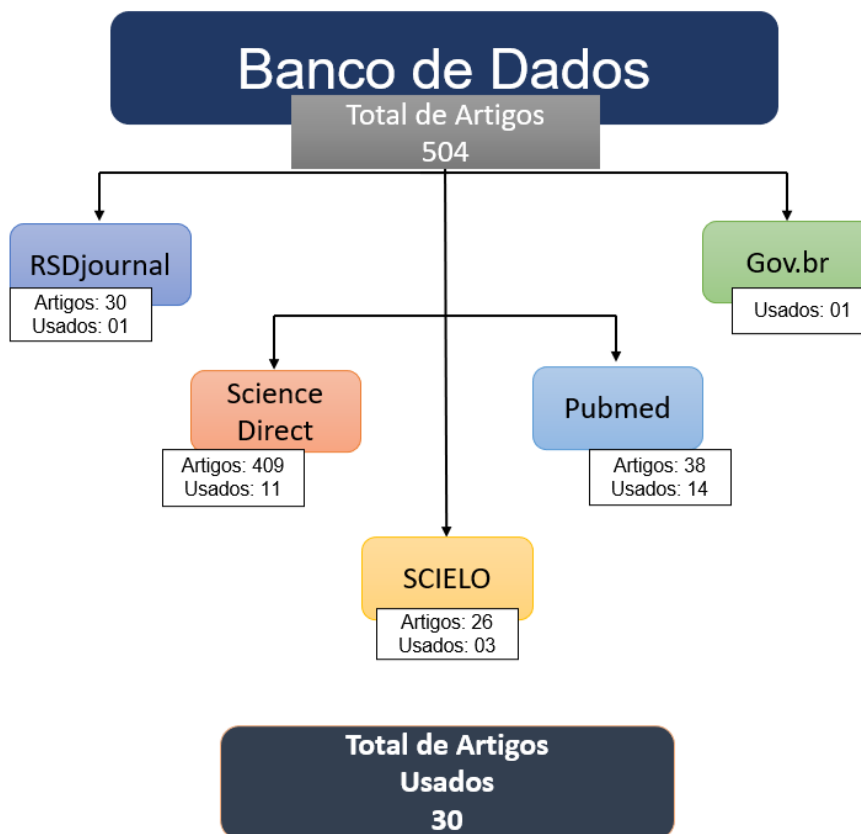 Banco de Dados
Total de Artigos
504
RSDjournal
Artigos: 30
Usados: 01
Gov.br
Usados: 01
Science
Direct
Artigos: 409
Usados: 11
Pubmed
Artigos: 38
Usados: 14
SCIELO
Artigos: 26
Usados: 03
Total de Artigos
Usados
30